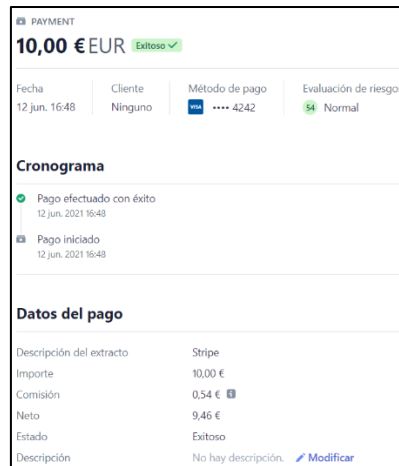 PAYMENT
10,00 € EUR Exitoso ✓
Fecha Cliente Método de pago Evaluación de riesgos
12 jun. 16:48 Ninguno VISA •••• 4242 54 Normal
Cronograma
Pago efectuado con éxito
12 jun. 2021 16:48
Pago iniciado
12 jun. 2021 16:48
Datos del pago
Descripción del extracto Stripe
Importe 10,00 €
Comisión 0,54 €
Neto 9,46 €
Estado Exitoso
Descripción No hay descripción. Modificar